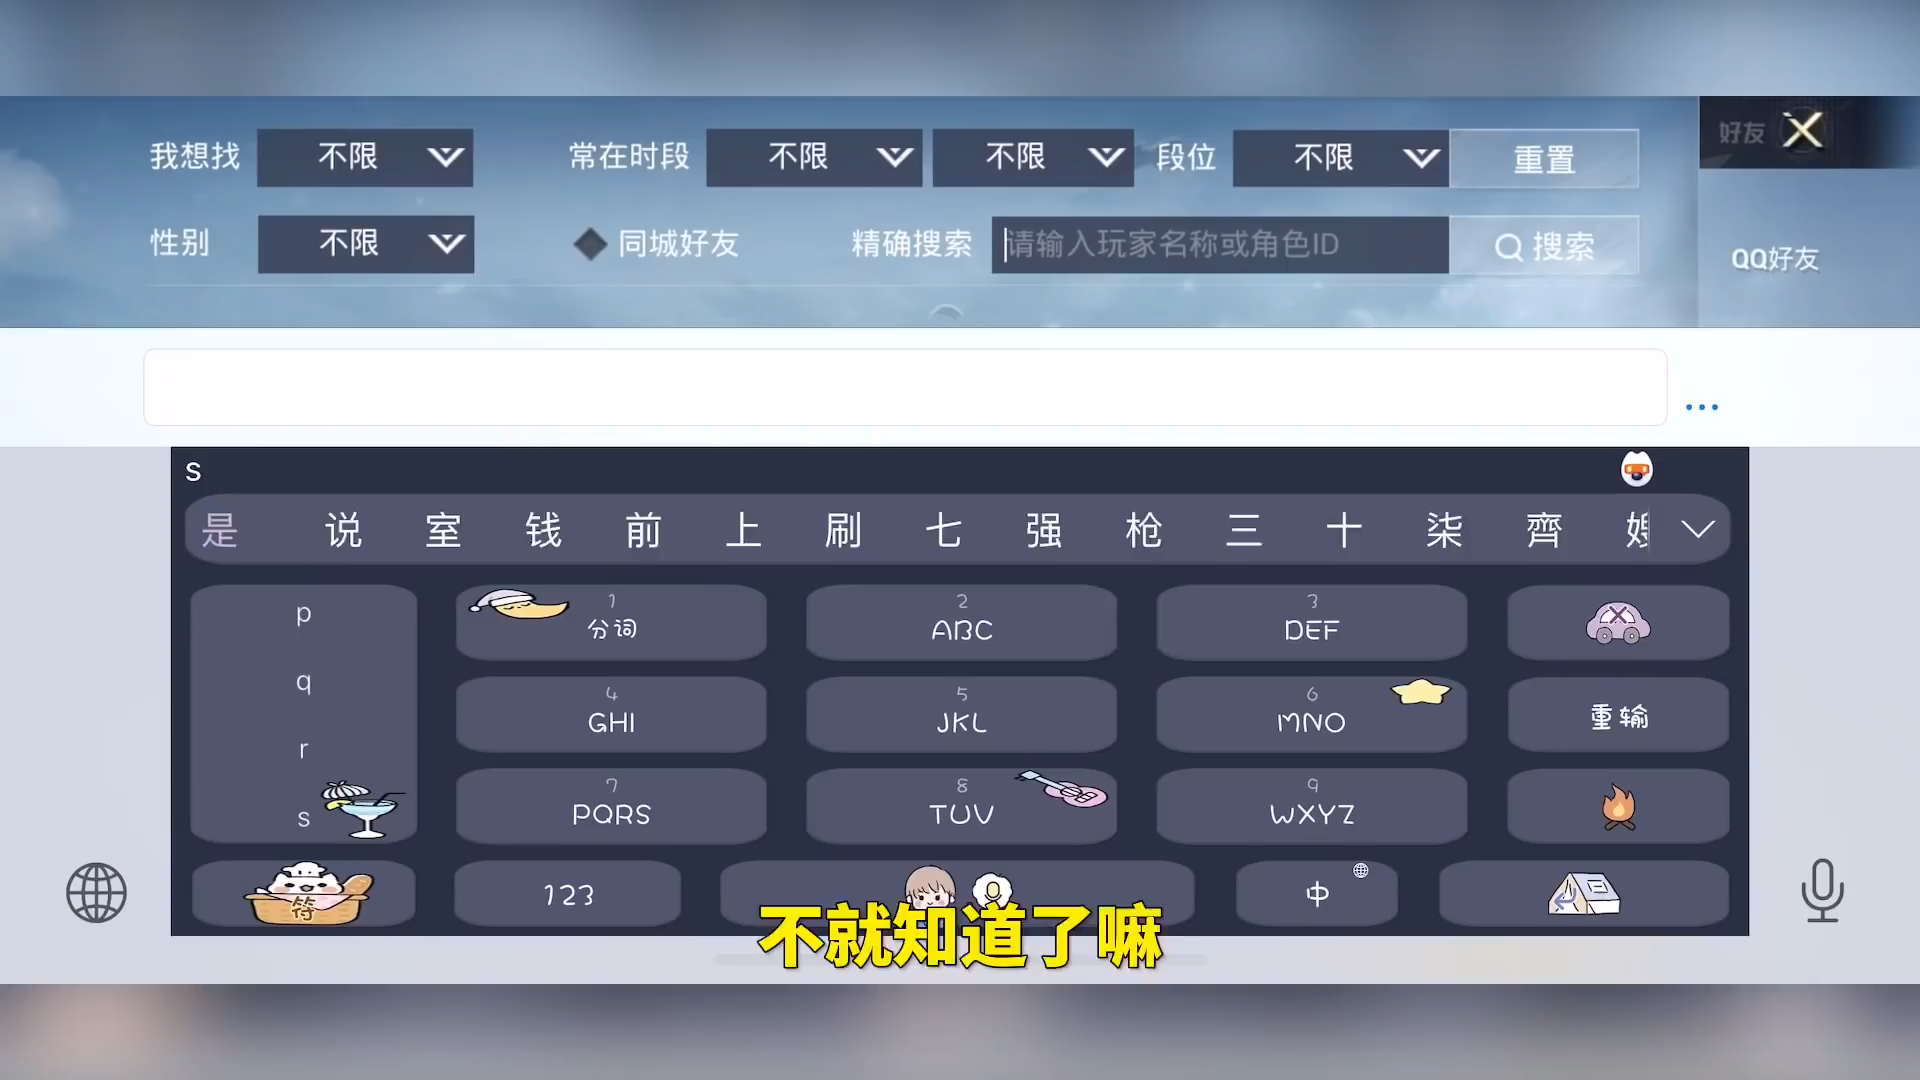 我想找 不限 常在时段 不限 不限 段位 不限 重置 好友
性别 不限 同城好友 精确搜索 请输入玩家名称或角色ID 搜索 QQ好友
...
s
是 说 室 钱 前 上 刷 七 强 枪 三 十 柒 齊
p
q
r
s
1 分词
2 ABC
3 DEF
4 GHI
5 JKL
6 MNO
重输
7 PQRS
8 TUV
9 WXYZ
符 123 中
不就知道了嘛